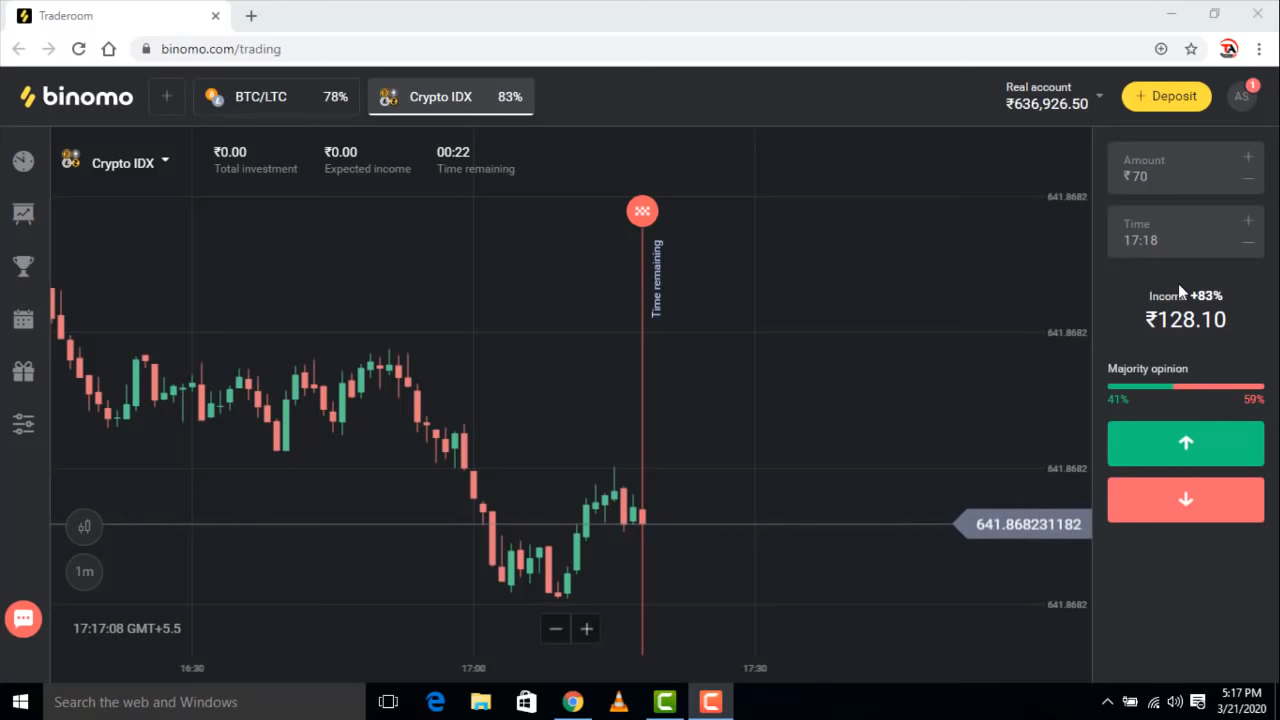 Traderoom
binomo.com/trading
binomo
BTC/LTC 78%
Crypto IDX 83%
Real account
₹636,926.50
Deposit
AS
1
Crypto IDX
₹0.00
Total investment
₹0.00
Expected income
00:22
Time remaining
Amount
₹70
Time
17:18
Income +83%
₹128.10
Majority opinion
41% 59%
641.8682
641.8682
641.8682
641.868231182
641.8682
Time remaining
1m
17:17:08 GMT+5.5
16:30 17:00 17:30
Search the web and Windows
5:17 PM
3/21/2020